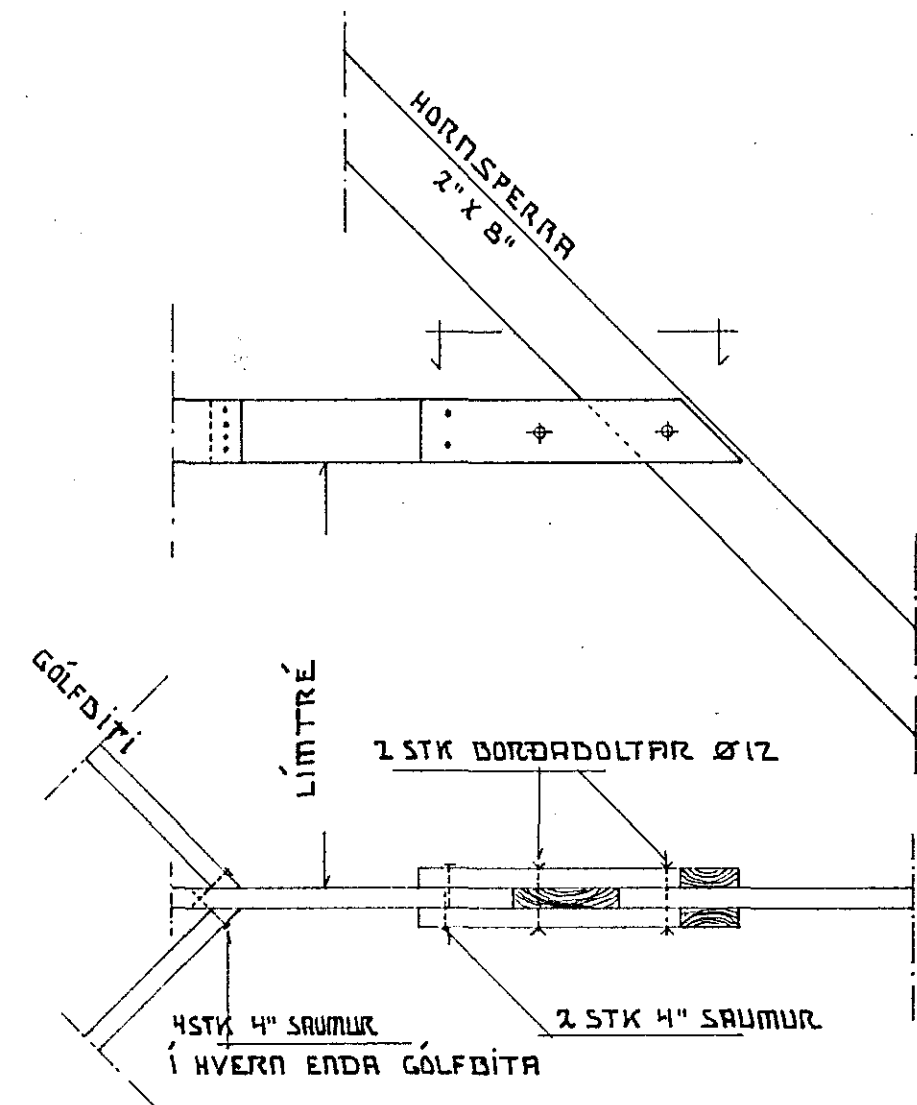 HORNSPERRA
2" X 8"
GÓLFBITI
LÍMTRÉ
2 STK BORÐABOLTAR Ø12
4STK 4" SAUMUR
Í HVERN ENDA GÓLFBITA
2 STK 4" SAUMUR